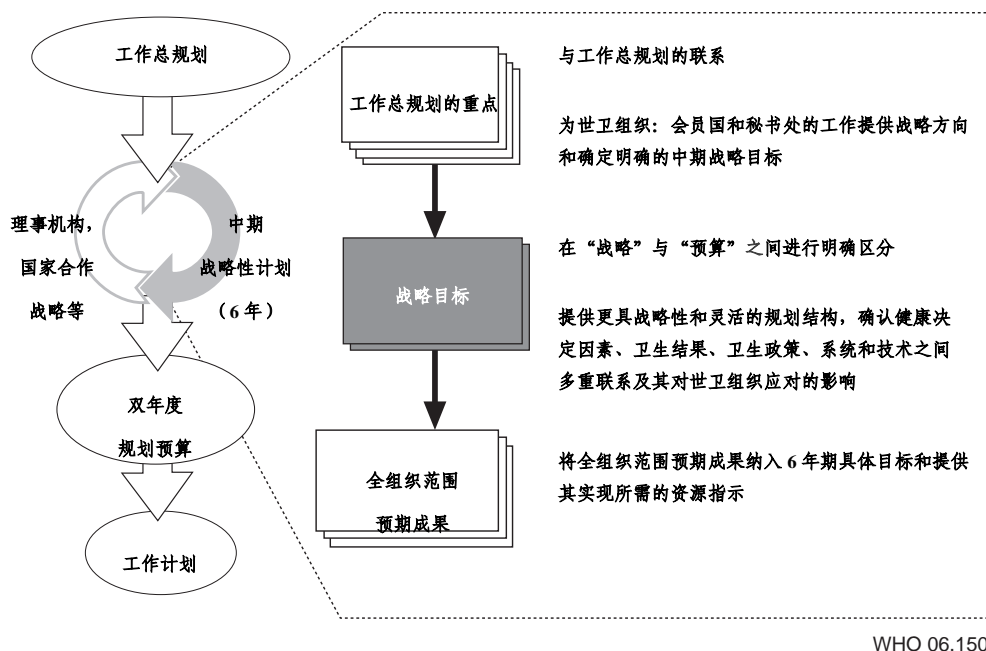 工作总规划
理事机构，
国家合作
战略等
中期
战略性计划
（6 年）
双年度
规划预算
工作计划
工作总规划的重点
战略目标
全组织范围
预期成果
与工作总规划的联系
为世卫组织：会员国和秘书处的工作提供战略方向
和确定明确的中期战略目标
在“战略”与“预算”之间进行明确区分
提供更具战略性和灵活的规划结构，确认健康决
定因素、卫生结果、卫生政策、系统和技术之间
多重联系及其对世卫组织应对的影响
将全组织范围预期成果纳入 6 年期具体目标和提供
其实现所需的资源指示
WHO 06.150